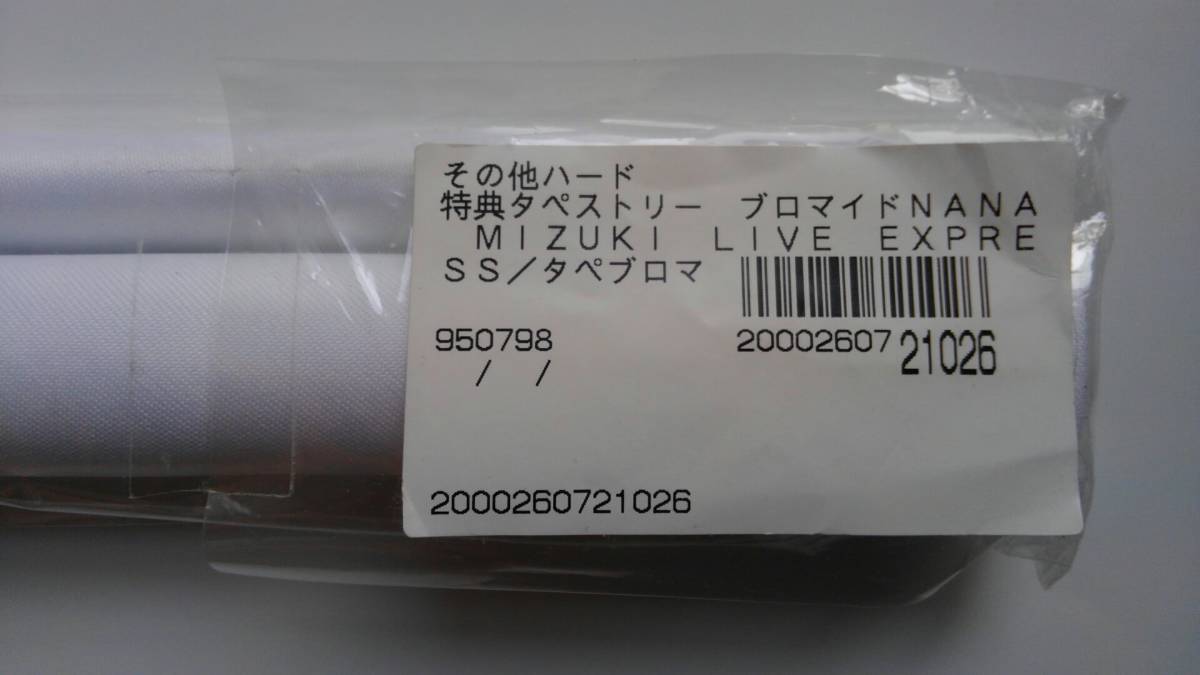 その他ハード
特典タペストリー　ブロマイドＮＡＮＡ
　ＭＩＺＵＫＩ　ＬＩＶＥ　ＥＸＰＲＥ
ＳＳ／タペブロマ
950798
20002607 21026
/ /
2000260721026